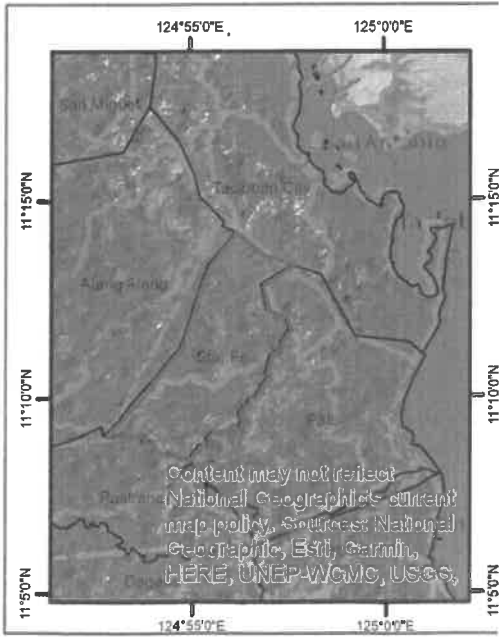 124°55'0"E
125°0'0"E
San Miguel
11°15'0"N
11°15'0"N
Tacloban City
Alang Alang
Sta. Fe
11°10'0"N
11°10'0"N
Palo
Content may not reflect
National Geographic's current
map policy. Sources: National
Geographic, Esri, Garmin,
HERE, UNEP-WCMC, USGS,
11°5'0"N
11°5'0"N
124°55'0"E
125°0'0"E